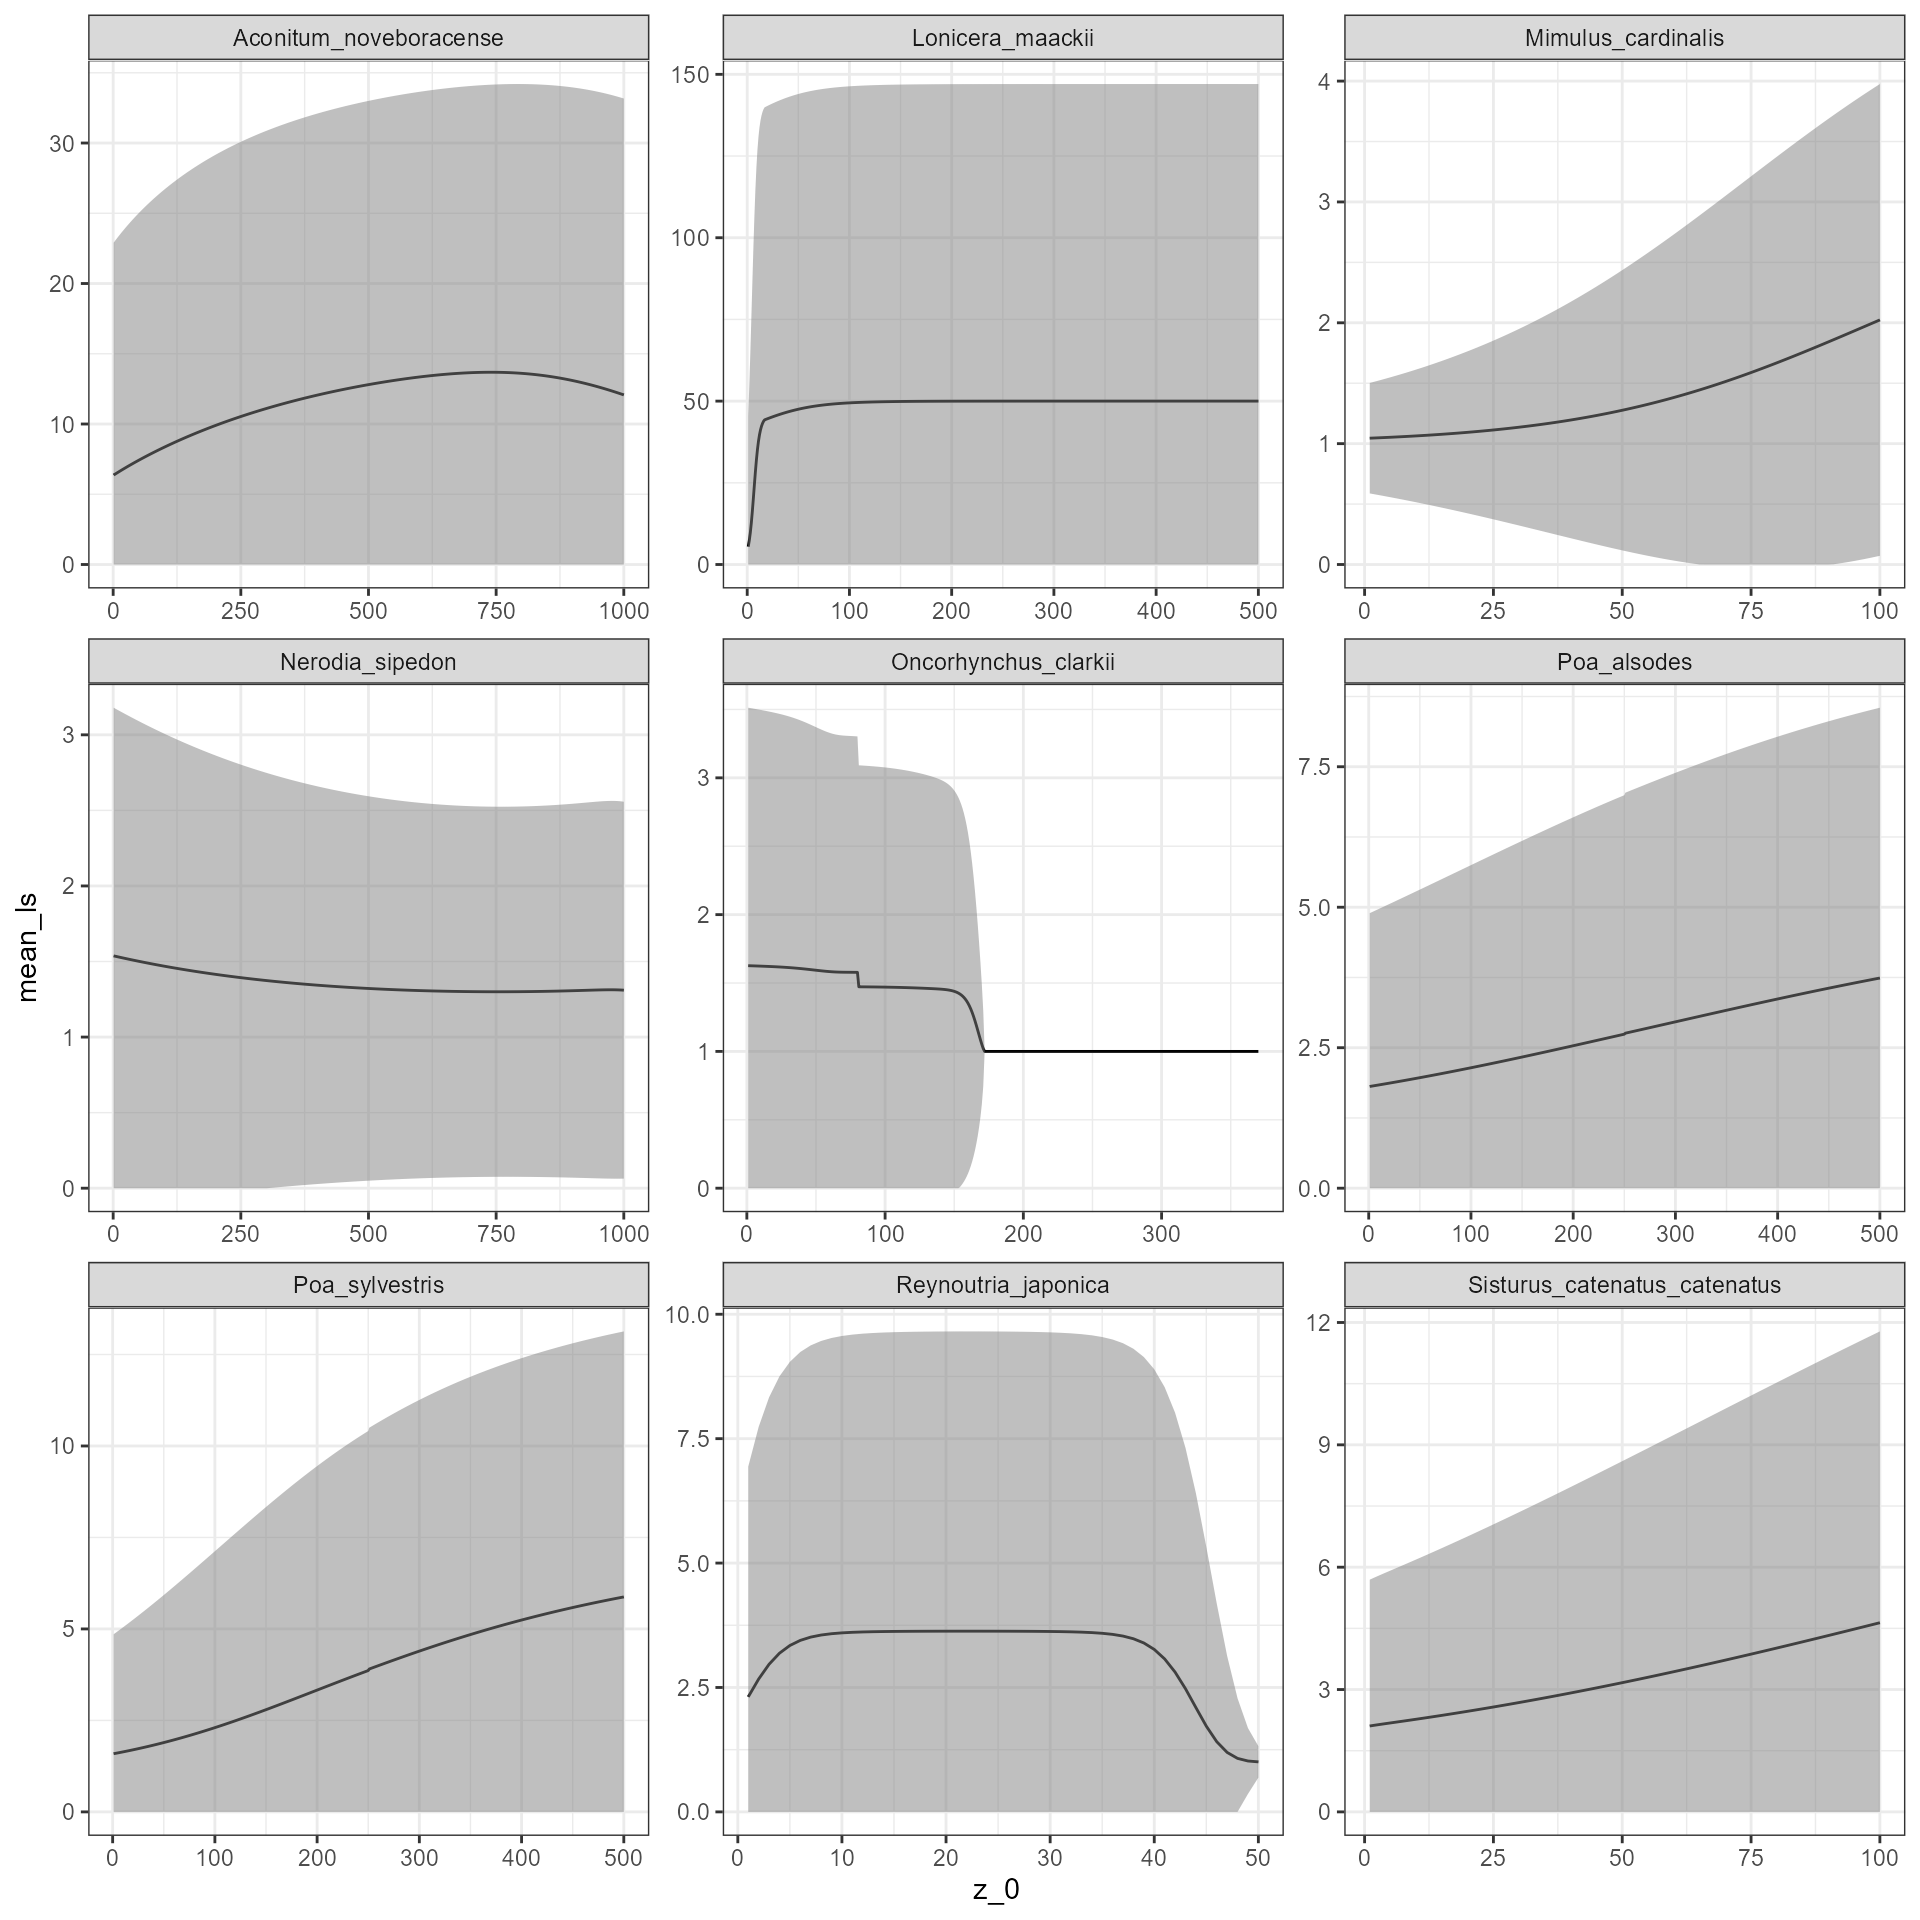 Aconitum_noveboracense Lonicera_maackii Mimulus_cardinalis
30
20
10
0
0 250 500 750 1000
150
100
50
0
0 100 200 300 400 500
4
3
2
1
0
0 25 50 75 100
Nerodia_sipedon Oncorhynchus_clarkii Poa_alsodes
mean_ls
3
2
1
0
0 250 500 750 1000
3
2
1
0
0 100 200 300
7.5
5.0
2.5
0.0
0 100 200 300 400 500
Poa_sylvestris Reynoutria_japonica Sisturus_catenatus_catenatus
10
5
0
0 100 200 300 400 500
10.0
7.5
5.0
2.5
0.0
0 10 20 30 40 50
12
9
6
3
0
0 25 50 75 100
z_0